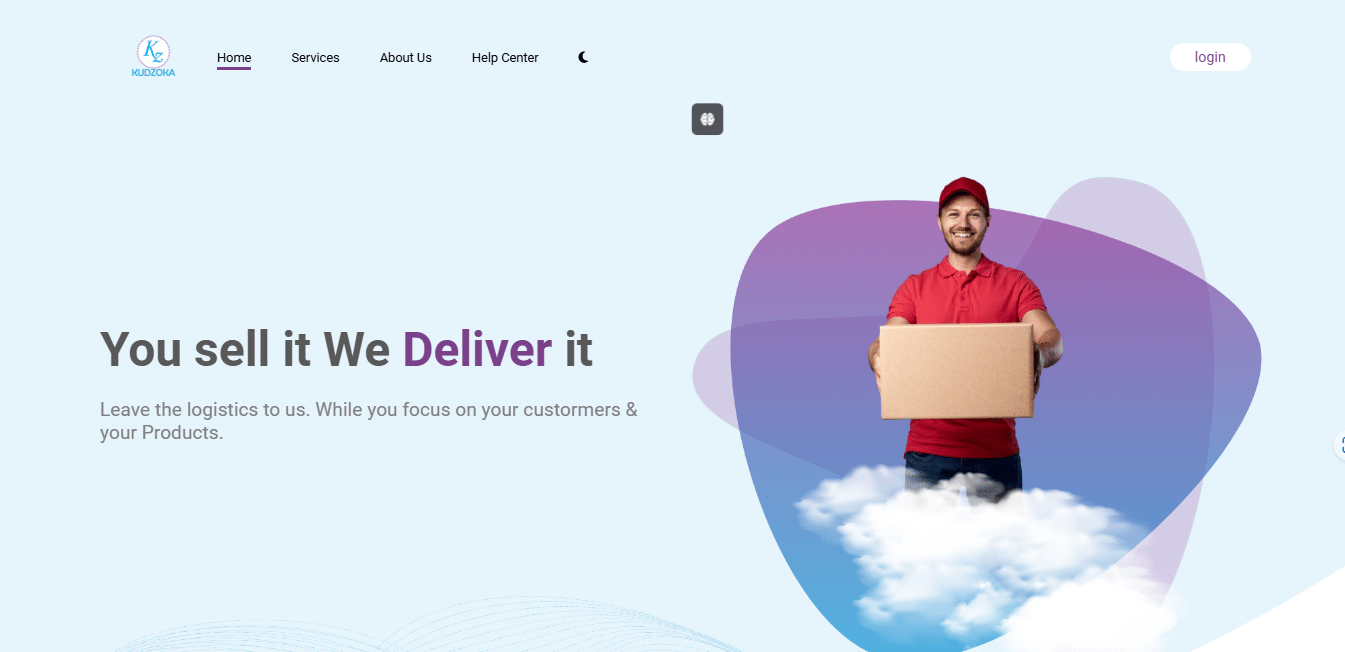 Kz
KUDZOKA
Home
Services
About Us
Help Center
login
You sell it We Deliver it
Leave the logistics to us. While you focus on your custormers &
your Products.